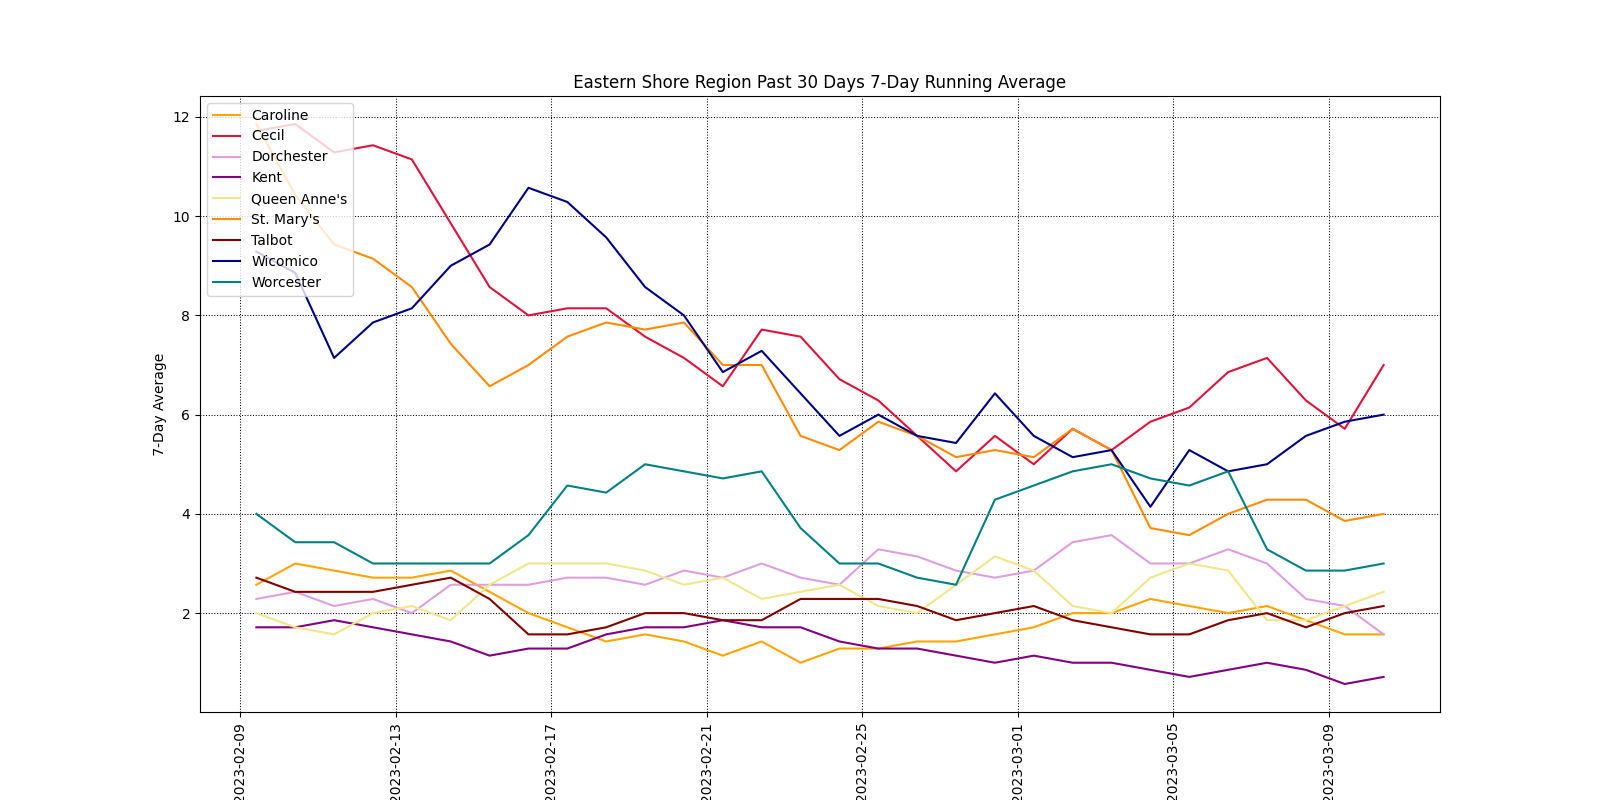 Eastern Shore Region Past 30 Days 7-Day Running Average
12
10
8
6
4
2
7-Day Average
Caroline
Cecil
Dorchester
Kent
Queen Anne's
St. Mary's
Talbot
Wicomico
Worcester
2023-02-09
2023-02-13
2023-02-17
2023-02-21
2023-02-25
2023-03-01
2023-03-05
2023-03-09